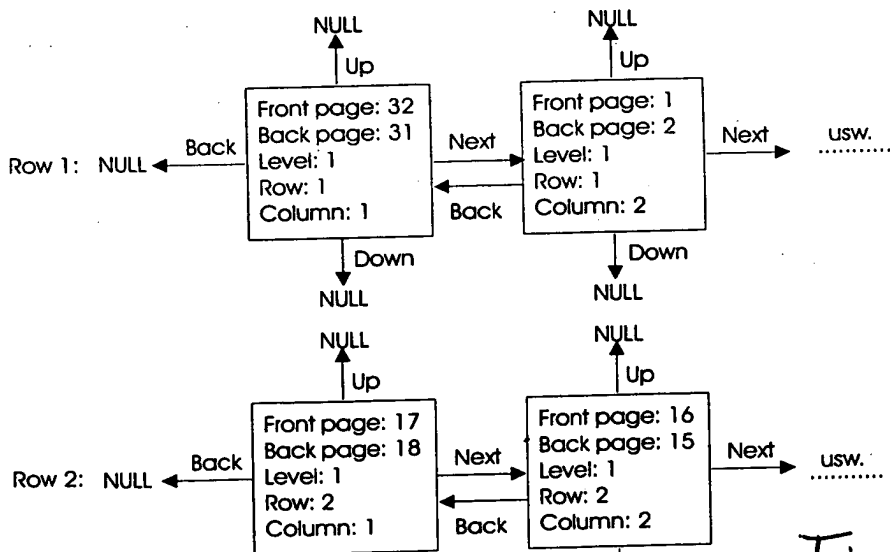 NULL NULL
Up Up
Front page: 32 Front page: 1
Back page: 31 Back page: 2
Row 1: NULL Back Level: 1 Next Level: 1 Next usw.
Row: 1 Back Row: 1
Column: 1 Column: 2
Down Down
NULL NULL
NULL NULL
Up Up
Front page: 17 Front page: 16
Back page: 18 Back page: 15
Row 2: NULL Back Level: 1 Next Level: 1 Next usw.
Row: 2 Back Row: 2
Column: 1 Column: 2